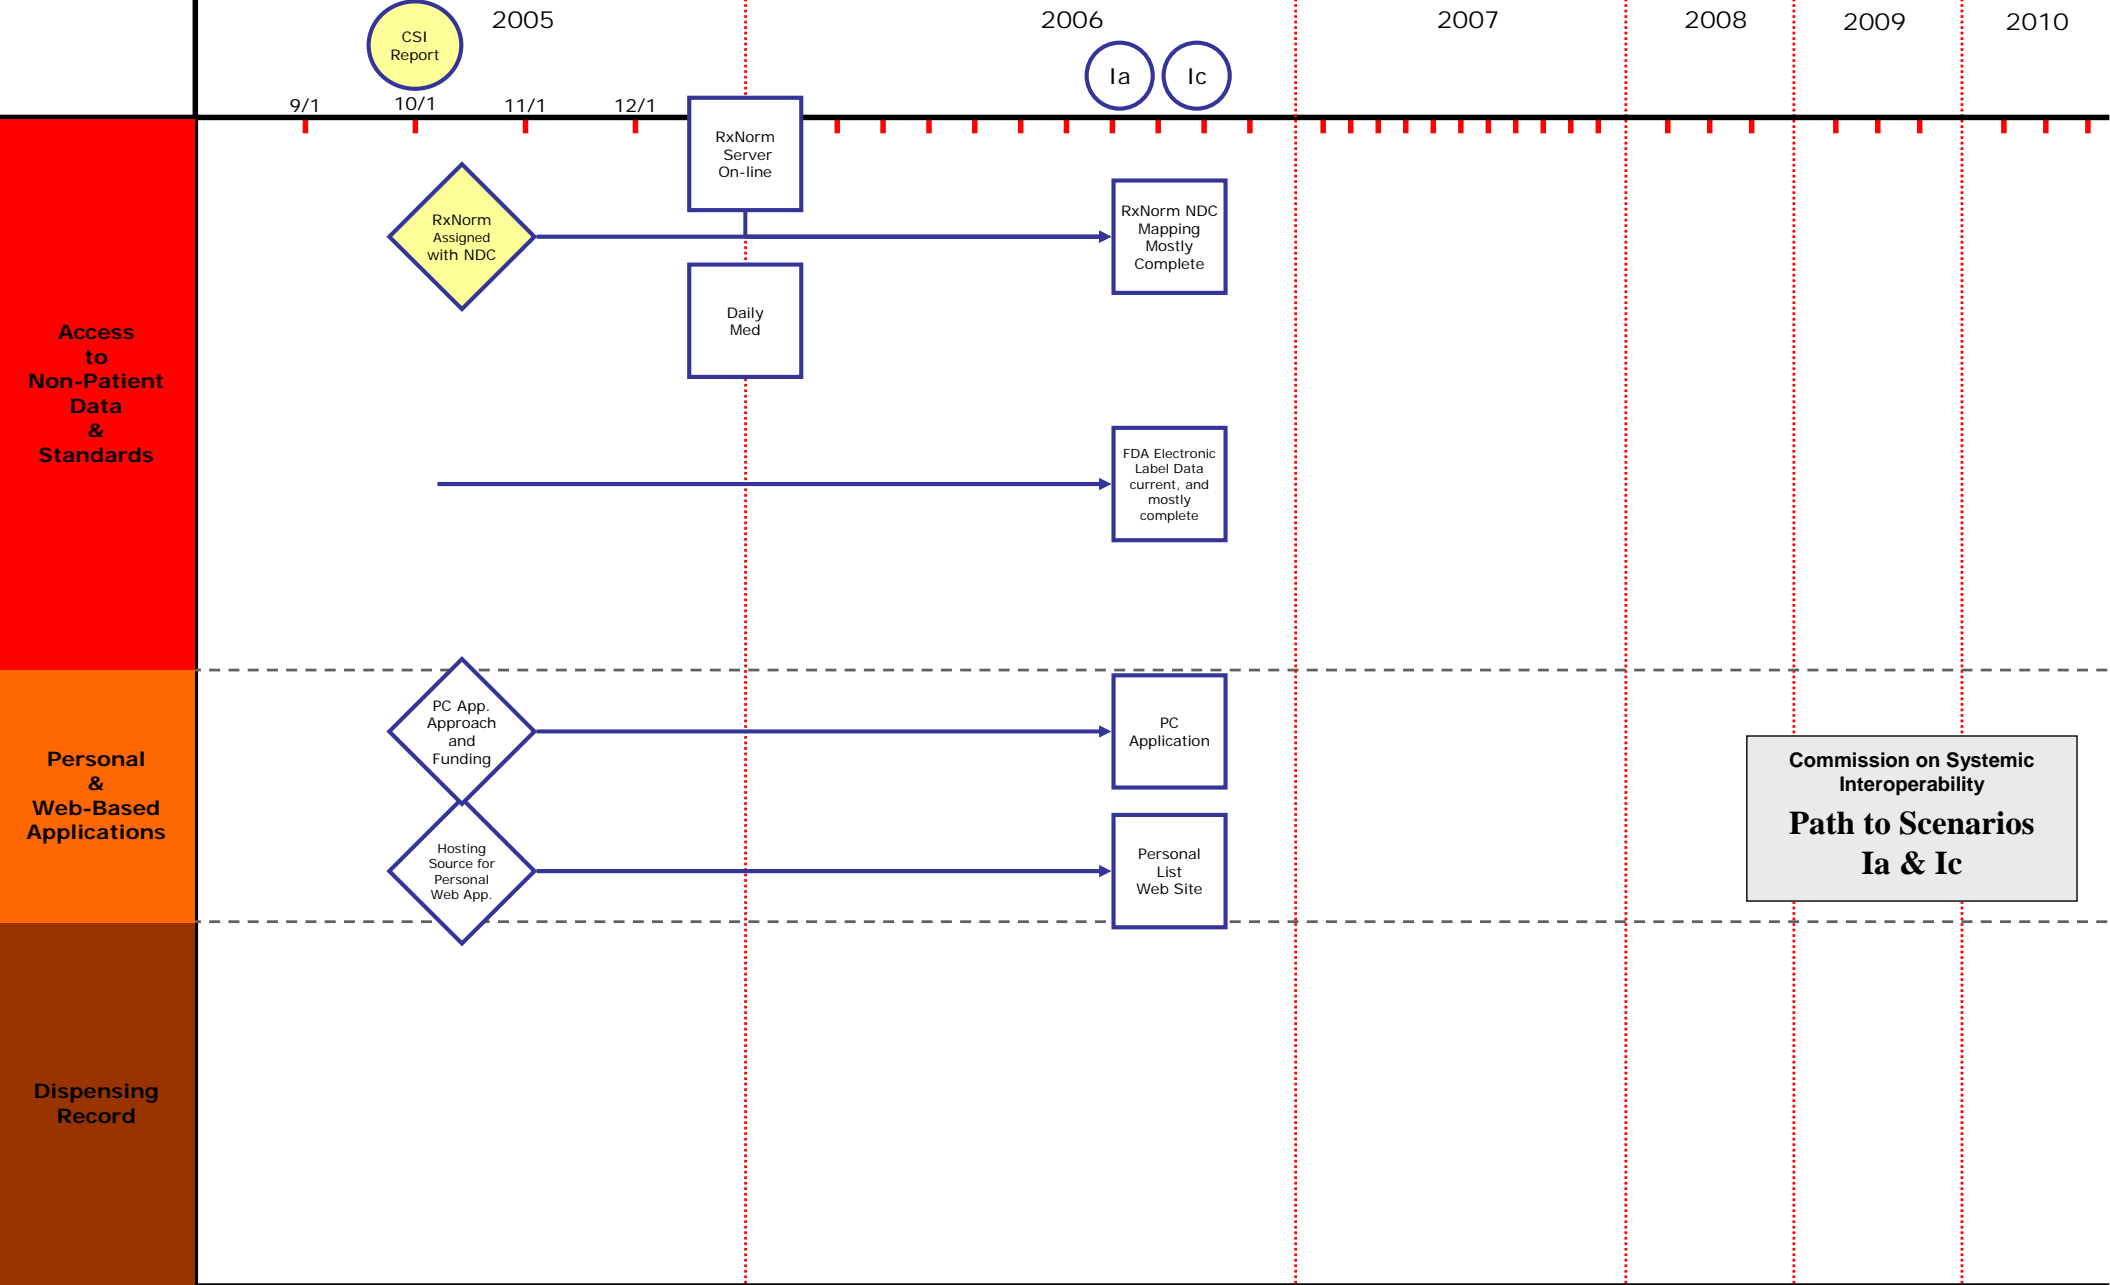 2005
2006
2007
2008
2009
2010
CSI
Report
Ia
Ic
9/1
10/1
11/1
12/1
RxNorm
Server
On-line
RxNorm
Assigned
with NDC
RxNorm NDC
Mapping
Mostly
Complete
Daily
Med
Access
to
Non-Patient
Data
&
Standards
FDA Electronic
Label Data
current, and
mostly
complete
PC App.
Approach
and
Funding
PC
Application
Personal
&
Web-Based
Applications
Commission on Systemic
Interoperability
Path to Scenarios
Ia & Ic
Hosting
Source for
Personal
Web App.
Personal
List
Web Site
Dispensing
Record